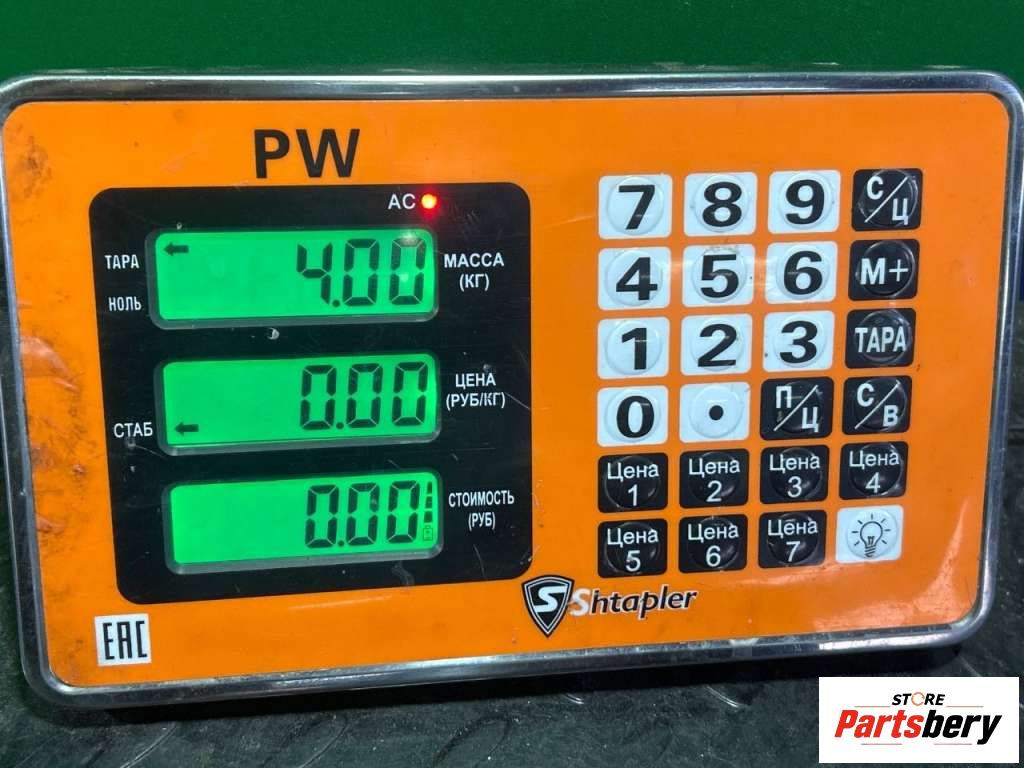 PW
AC
ТАРА
НОЛЬ
4.00
МАССА
(КГ)
0.00
ЦЕНА
(РУБ/КГ)
СТАБ
0.00
СТОИМОСТЬ
(РУБ)
7 8 9 С/Ц
4 5 6 М+
1 2 3 ТАРА
0 . П/Ц С/В
Цена 1 Цена 2 Цена 3 Цена 4
Цена 5 Цена 6 Цена 7
S Shtapler
EAC
STORE
Partsbery